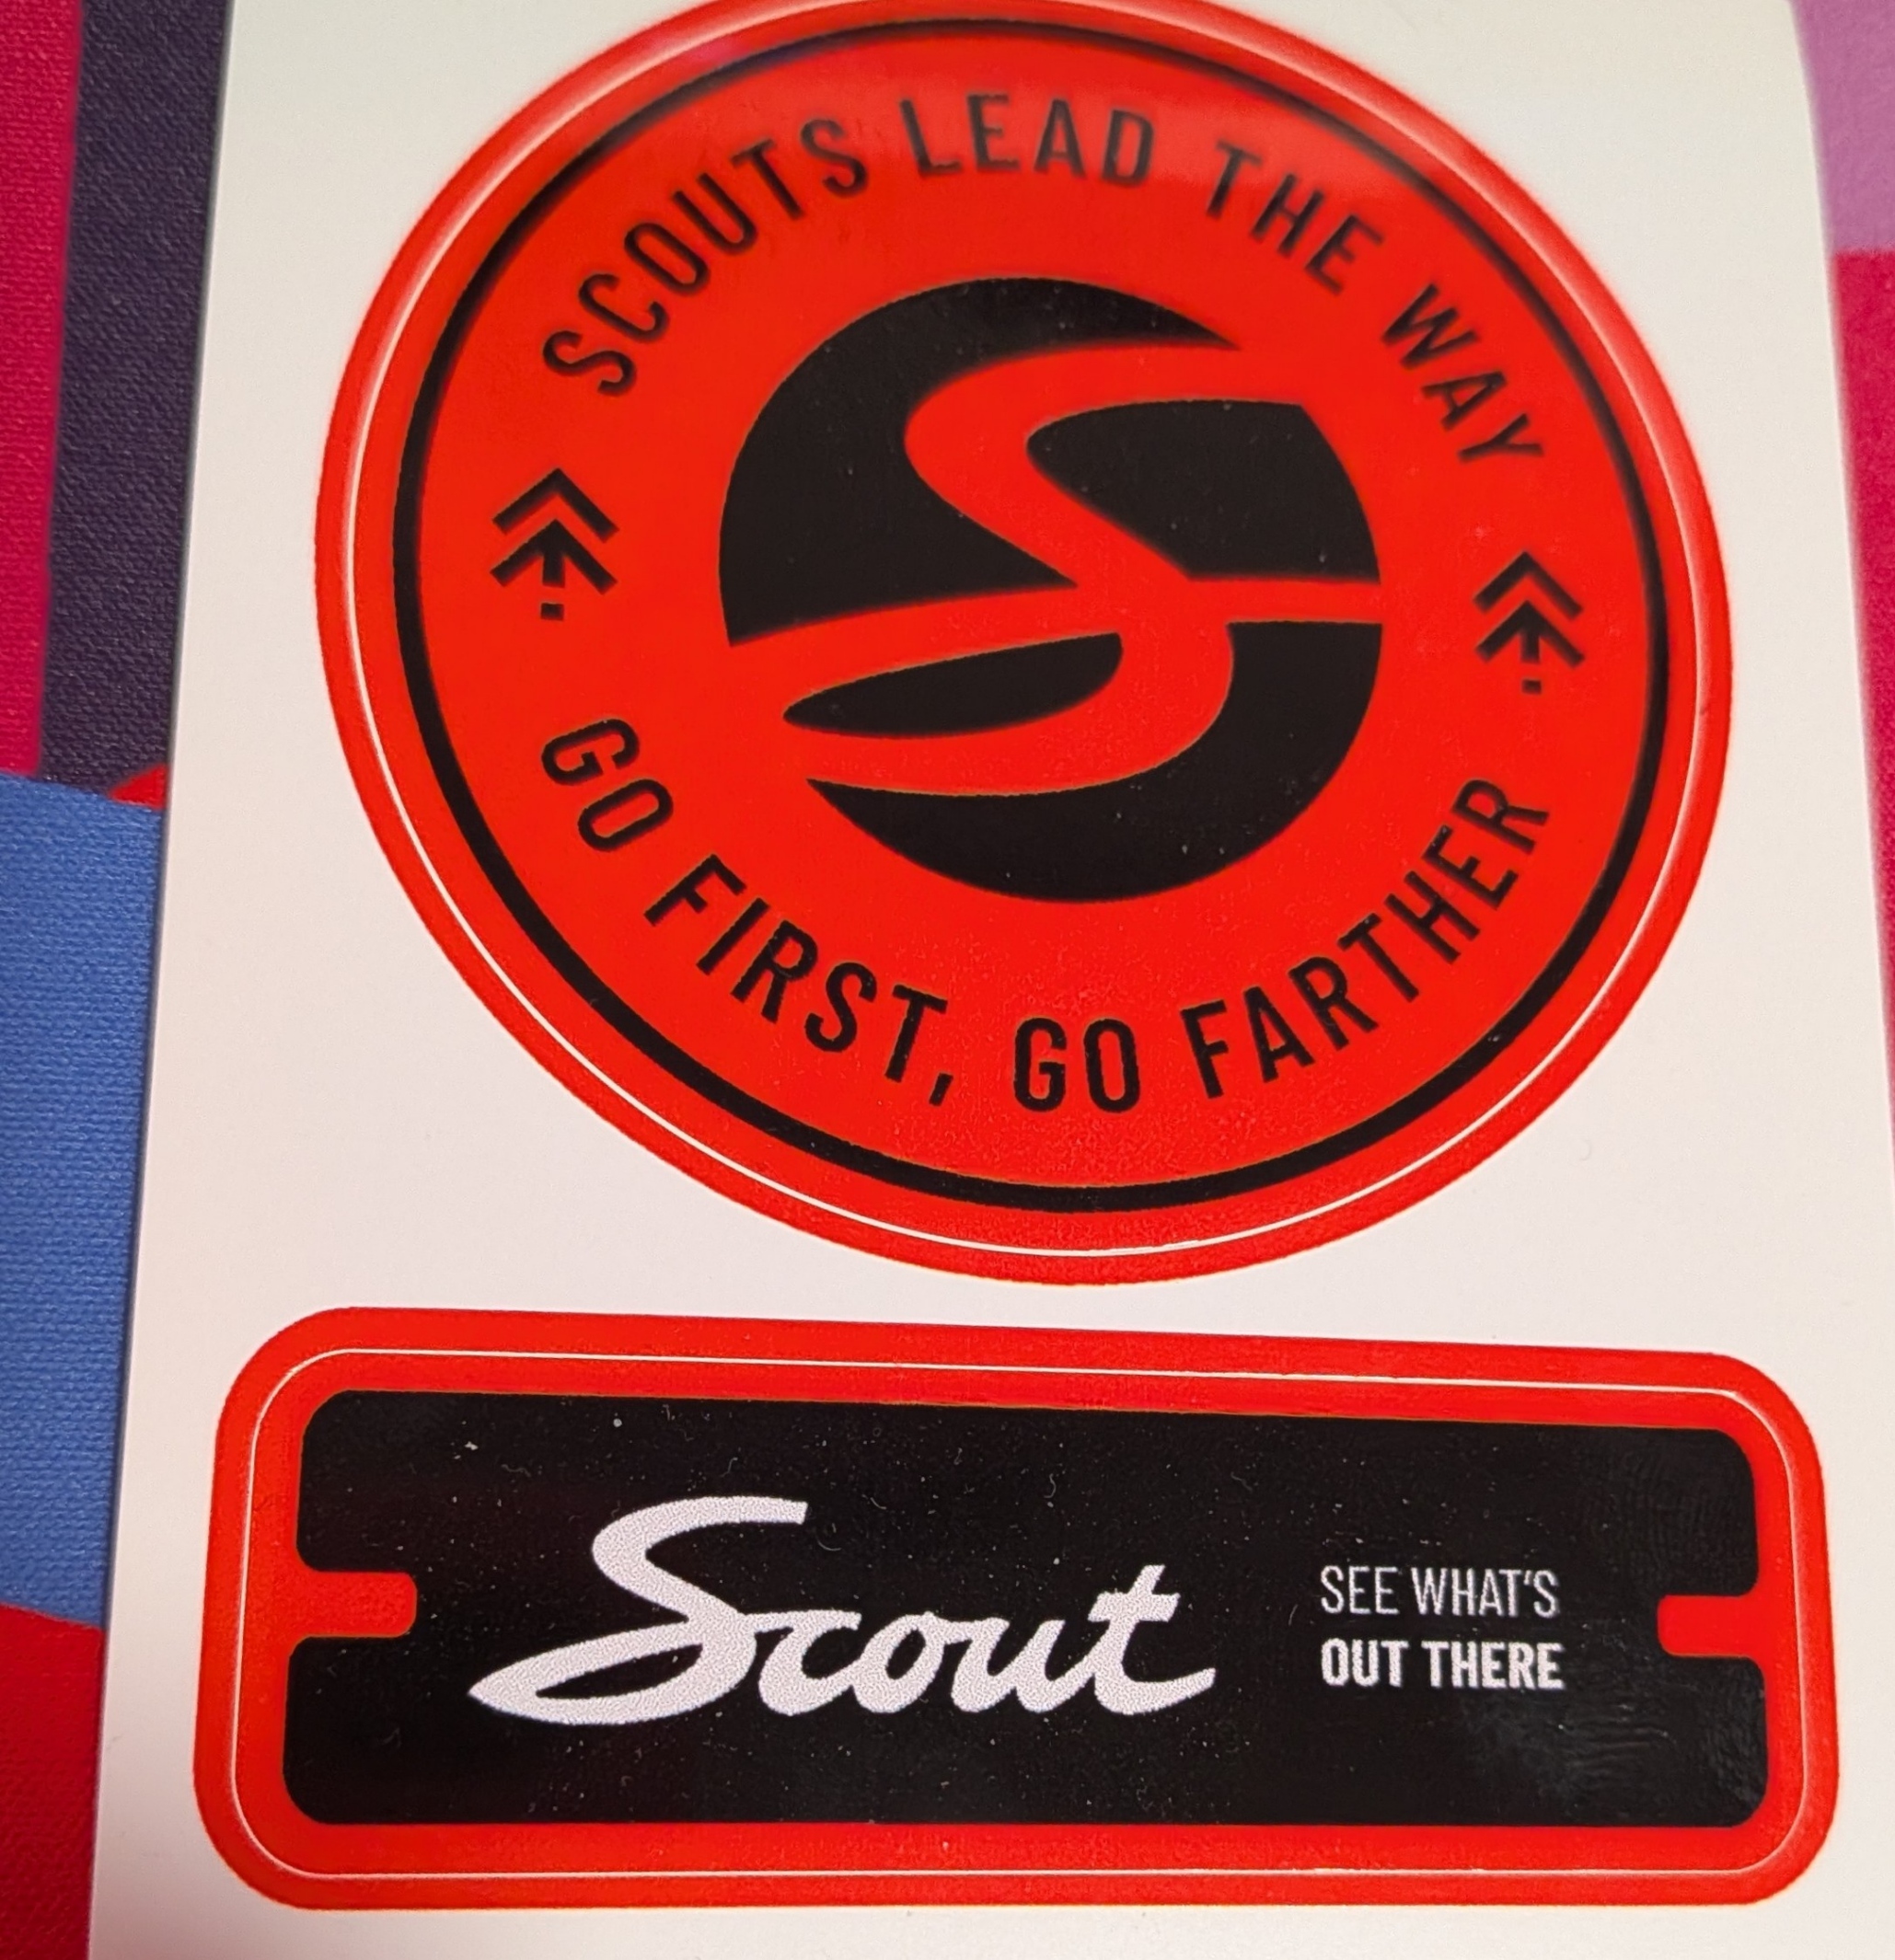 SCOUTS LEAD THE WAY
GO FIRST, GO FARTHER
Scout
SEE WHAT'S
OUT THERE